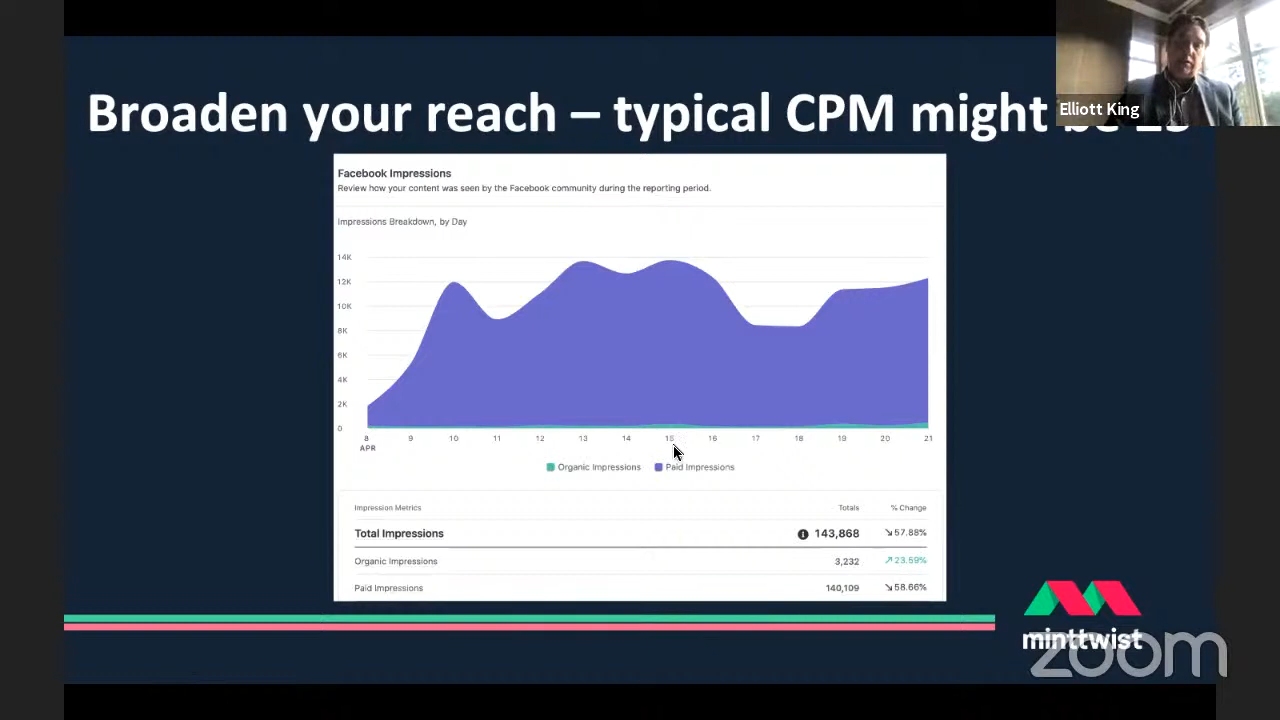 Broaden your reach – typical CPM might be
Elliott King
Facebook Impressions
Review how your content was seen by the Facebook community during the reporting period.
Impressions Breakdown, by Day
14K
12K
10K
8K
6K
4K
2K
0
8 9 10 11 12 13 14 15 16 17 18 19 20 21
APR
Organic Impressions Paid Impressions
Impression Metrics Totals % Change
Total Impressions 143,868 ↘57.88%
Organic Impressions 3,232 ↗23.59%
Paid Impressions 140,109 ↘58.66%
minttwist
zoom